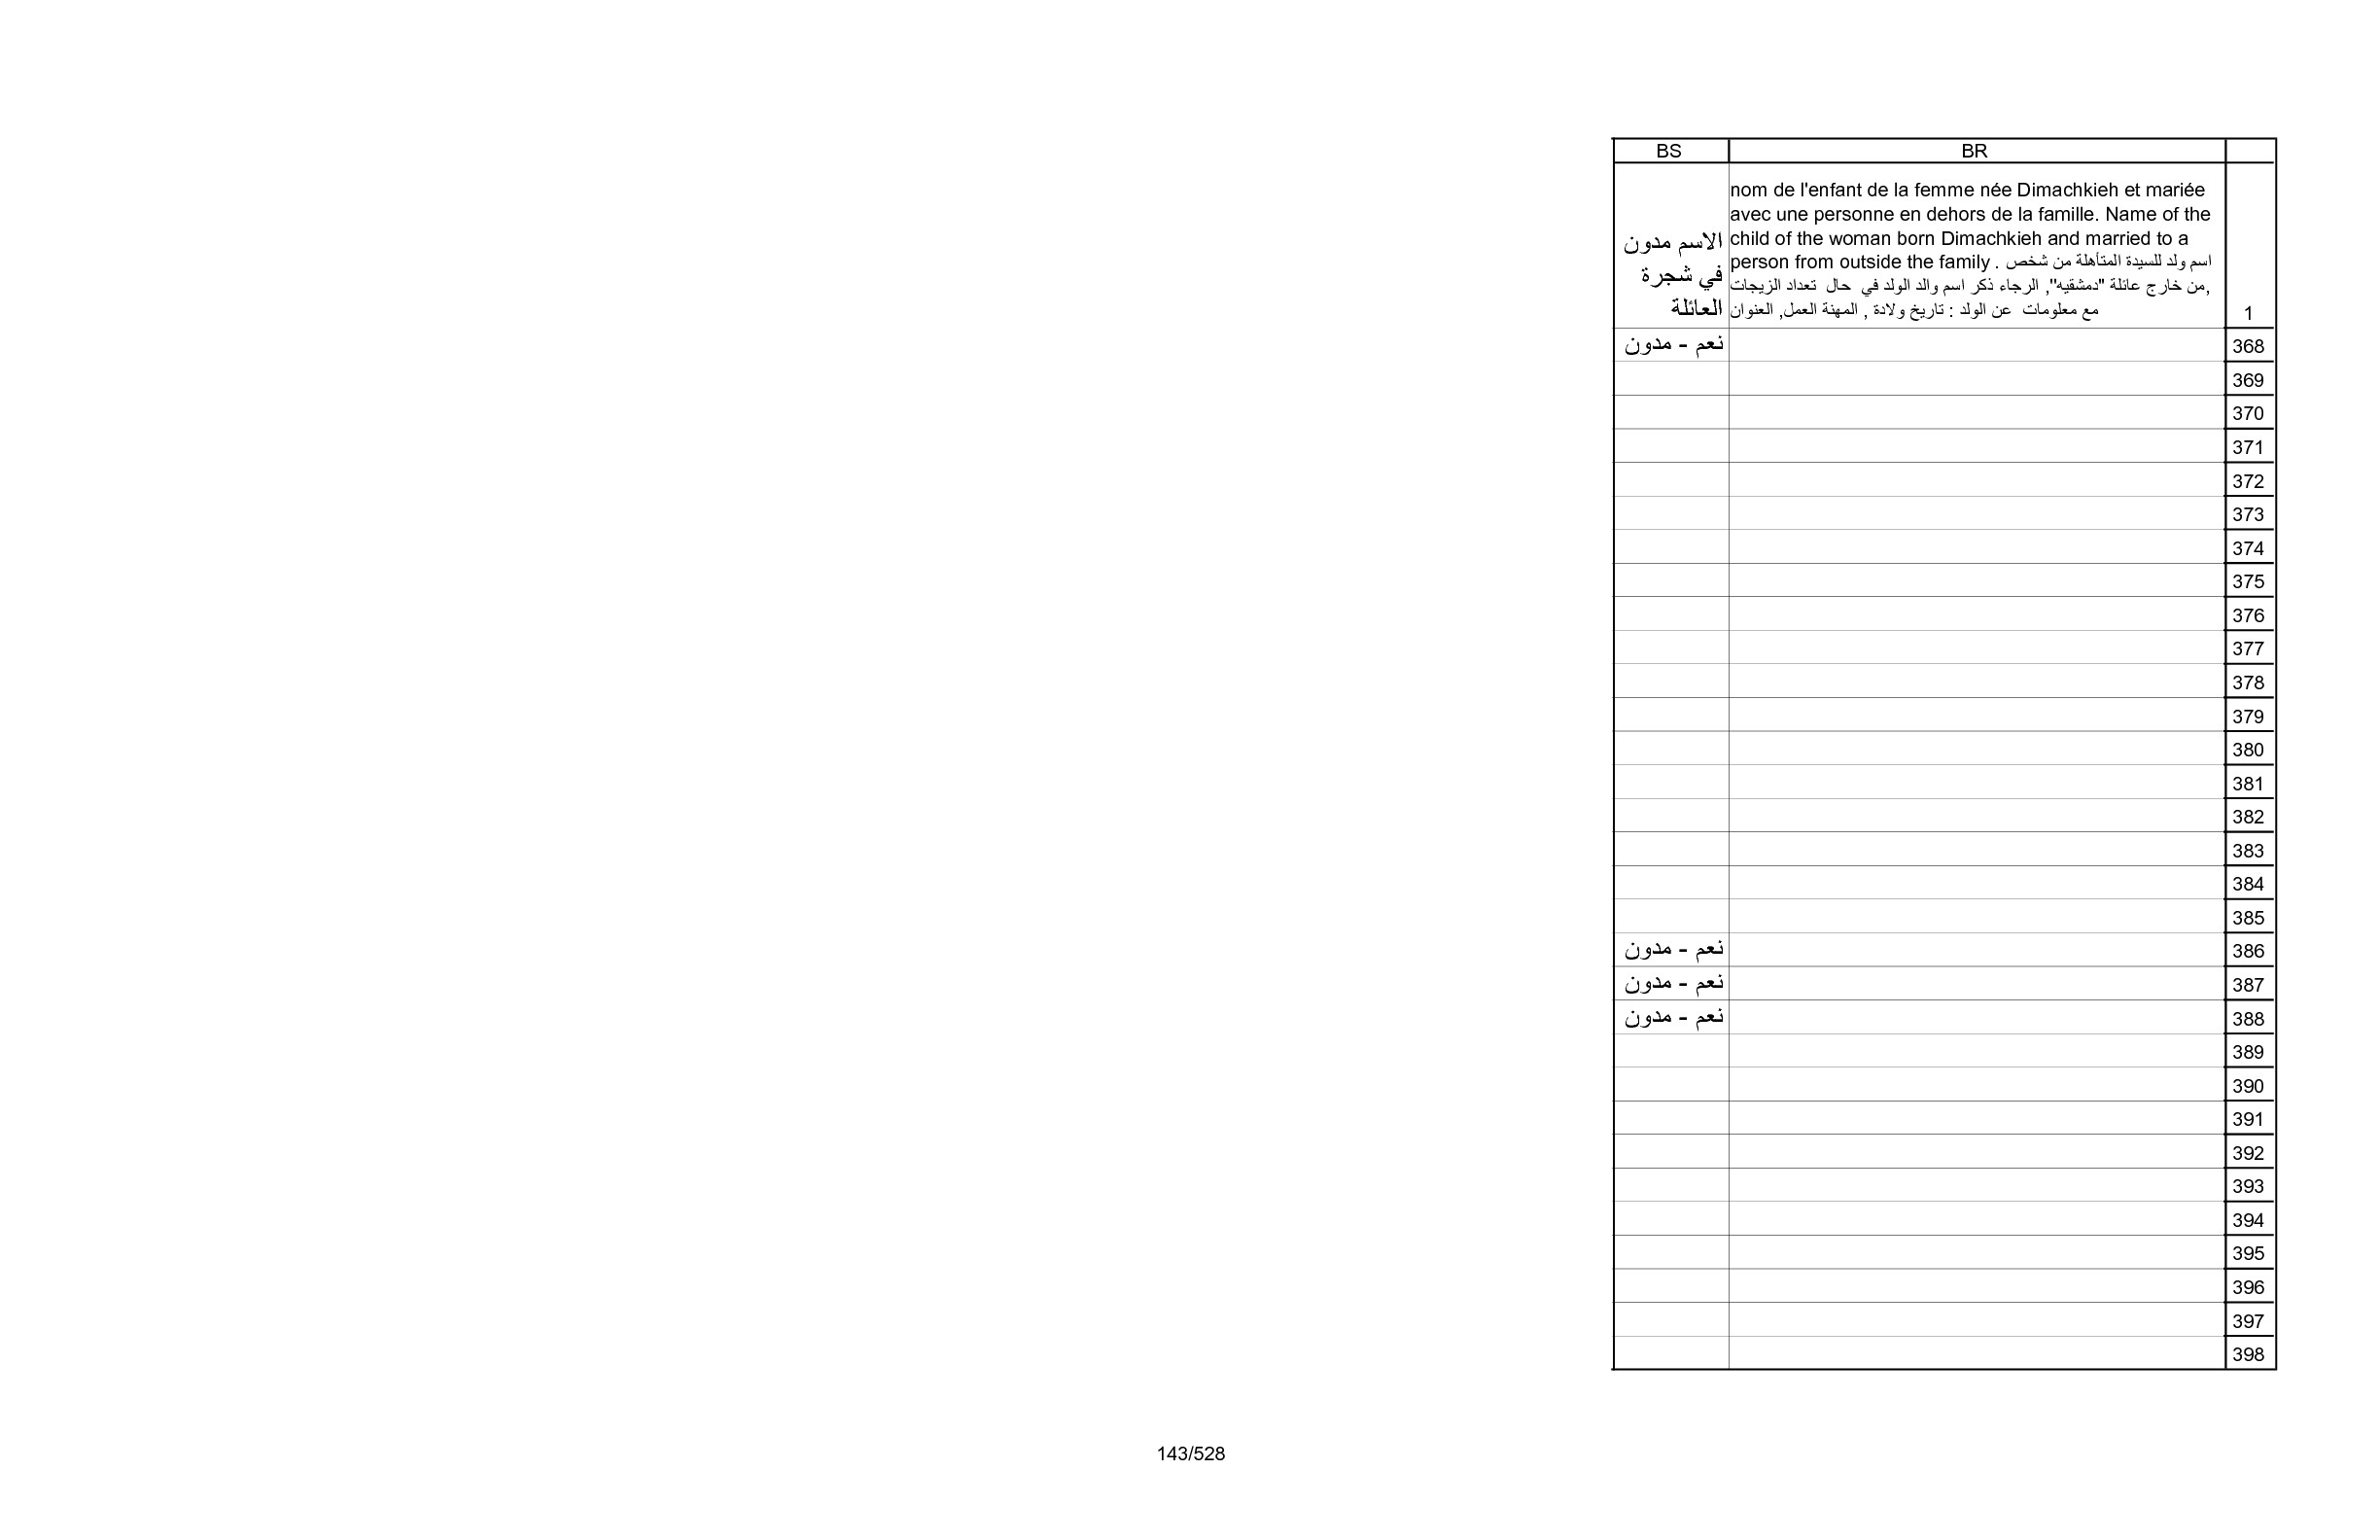 BS BR
nom de l'enfant de la femme née Dimachkieh et mariée
avec une personne en dehors de la famille. Name of the
child of the woman born Dimachkieh and married to a
person from outside the family . اسم ولد للسيدة المتأهلة من شخص
من خارج عائلة "دمشقيه", الرجاء ذكر اسم والد الولد في حال تعداد الزيجات,
مع معلومات عن الولد : تاريخ ولادة , المهنة العمل, العنوان
الاسم مدون
في شجرة
العائلة
1
نعم - مدون 368
369
370
371
372
373
374
375
376
377
378
379
380
381
382
383
384
385
نعم - مدون 386
نعم - مدون 387
نعم - مدون 388
389
390
391
392
393
394
395
396
397
398
143/528